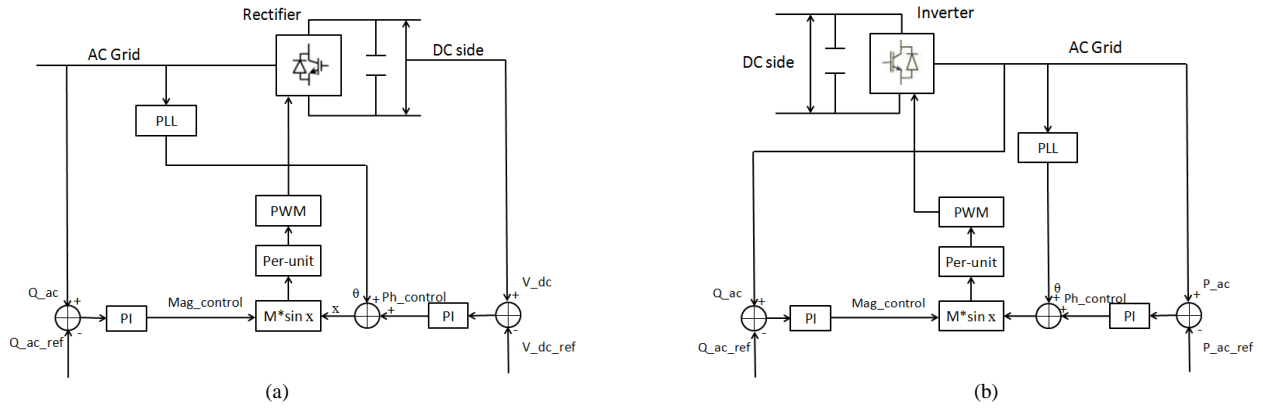 Rectifier
AC Grid
DC side
PLL
PWM
Per-unit
Q_ac
+
-
Q_ac_ref
PI
Mag_control
M*sin x
x
θ
+
+
Ph_control
PI
V_dc
+
-
V_dc_ref
(a)
Inverter
DC side
AC Grid
PLL
PWM
Per-unit
Q_ac
+
-
Q_ac_ref
PI
Mag_control
M*sin x
θ
+
+
Ph_control
PI
P_ac
+
-
P_ac_ref
(b)